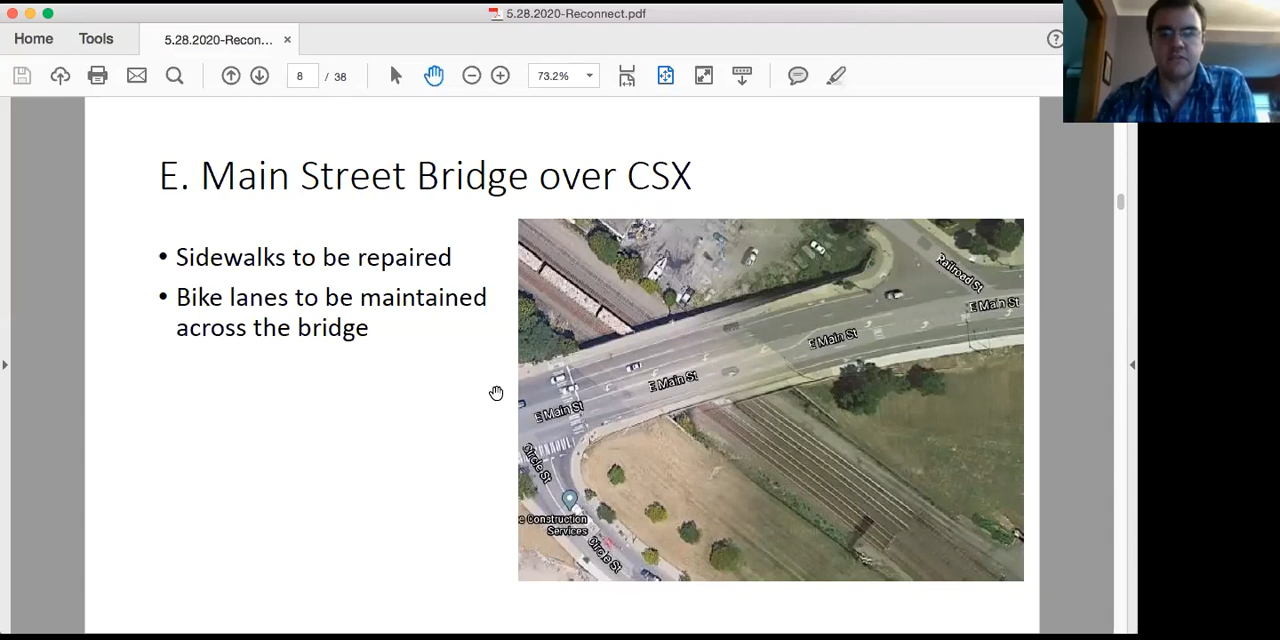 5.28.2020-Reconnect.pdf
Home
Tools
5.28.2020-Recon...
×
?
8 / 38
73.2%
E. Main Street Bridge over CSX
• Sidewalks to be repaired
• Bike lanes to be maintained
across the bridge
Railroad St
E Main St
E Main St
E Main St
E Main St
Circle St
e Construction
Services
Circle St